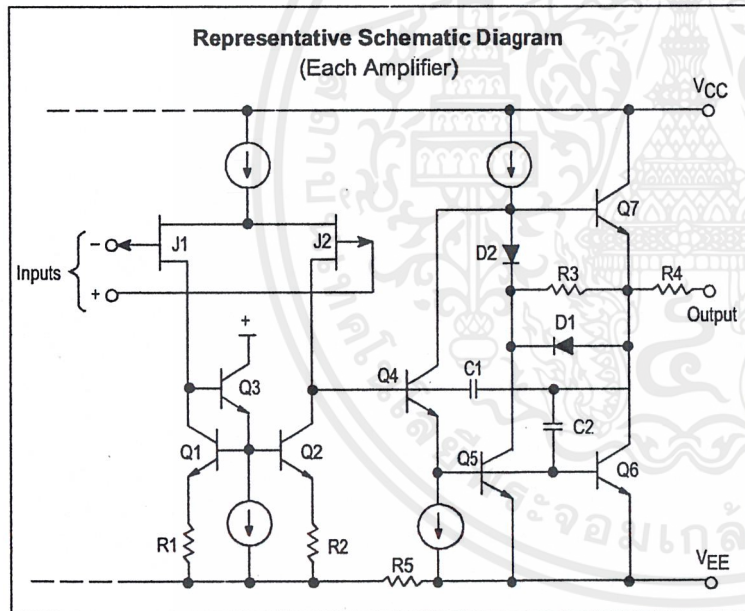 Representative Schematic Diagram
(Each Amplifier)
VCC
Q7
J1
J2
D2
R3
R4
Inputs
−
+
Output
+
D1
Q3
Q4
C1
C2
Q1
Q2
Q5
Q6
R1
R2
R5
VEE